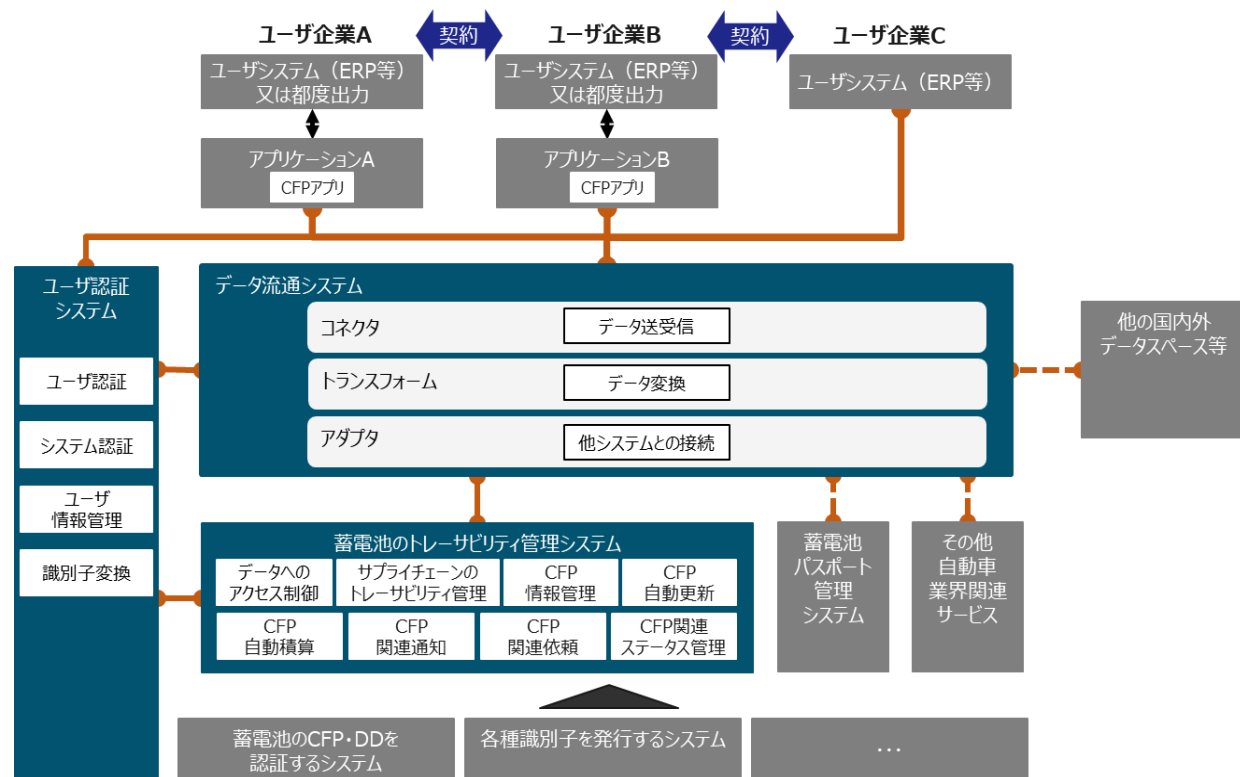 ユーザ企業A
契約
ユーザ企業B
契約
ユーザ企業C
ユーザシステム（ERP等）
又は都度出力
ユーザシステム（ERP等）
又は都度出力
ユーザシステム（ERP等）
アプリケーションA
CFPアプリ
アプリケーションB
CFPアプリ
ユーザ認証
システム
ユーザ認証
システム認証
ユーザ
情報管理
識別子変換
データ流通システム
コネクタ
データ送受信
トランスフォーム
データ変換
アダプタ
他システムとの接続
他の国内外
データスペース等
蓄電池のトレーサビリティ管理システム
データへの
アクセス制御
サプライチェーンの
トレーサビリティ管理
CFP
情報管理
CFP
自動更新
CFP
自動積算
CFP
関連通知
CFP
関連依頼
CFP関連
ステータス管理
蓄電池
パスポート
管理
システム
その他
自動車
業界関連
サービス
蓄電池のCFP・DDを
認証するシステム
各種識別子を発行するシステム
...